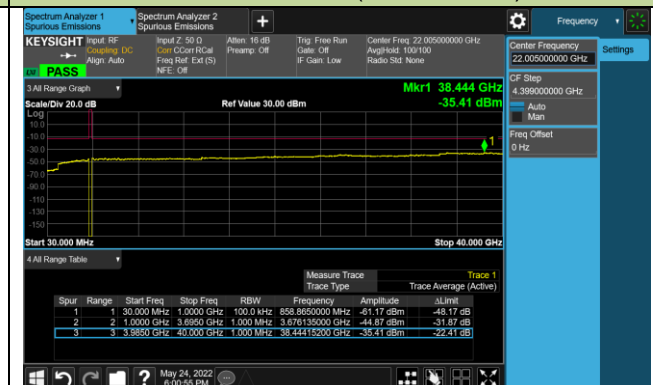 Spectrum Analyzer 1
Spurious Emissions
Spectrum Analyzer 2
Spurious Emissions
+
Frequency
KEYSIGHT
Input: RF
Coupling: DC
Align: Auto
Input Z: 50 Ω
Corr CCorr RCal
Freq Ref: Ext (S)
NFE: Off
Atten: 16 dB
Preamp: Off
Trig: Free Run
Gate: Off
IF Gain: Low
Center Freq: 22.005000000 GHz
Avg|Hold: 100/100
Radio Std: None
LM PASS
Center Frequency
22.005000000 GHz
Settings
CF Step
4.399000000 GHz
Auto
Man
Freq Offset
0 Hz
3 All Range Graph
Mkr1 38.444 GHz
-35.41 dBm
Scale/Div 20.0 dB
Ref Value 30.00 dBm
Log
10.0
-10.0
-30.0
-50.0
-70.0
-90.0
-110
-130
-150
1
Start 30.000 MHz
Stop 40.000 GHz
4 All Range Table
Measure Trace Trace 1
Trace Type Trace Average (Active)
Spur Range Start Freq Stop Freq RBW Frequency Amplitude ΔLimit
1 1 30.000 MHz 1.0000 GHz 100.0 kHz 858.8650000 MHz -61.17 dBm -48.17 dB
2 2 1.0000 GHz 3.6950 GHz 1.000 MHz 3.676135000 GHz -44.87 dBm -31.87 dB
3 3 3.9850 GHz 40.000 GHz 1.000 MHz 38.44415200 GHz -35.41 dBm -22.41 dB
?
May 24, 2022
6:00:55 PM